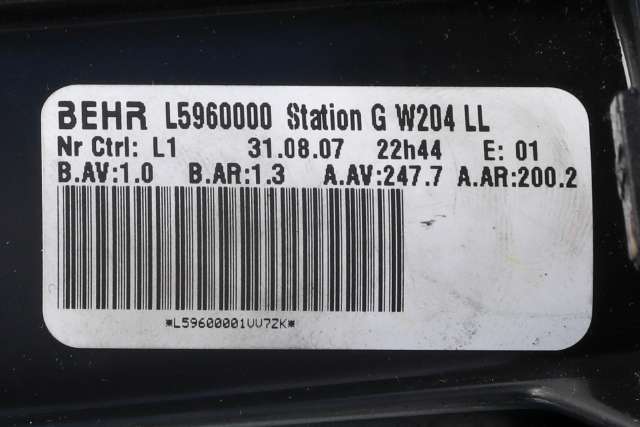 BEHR L5960000 Station G W204 LL
Nr Ctrl: L1 31.08.07 22h44 E: 01
B.AV:1.0 B.AR:1.3 A.AV:247.7 A.AR:200.2
*L59600001VV7ZK*